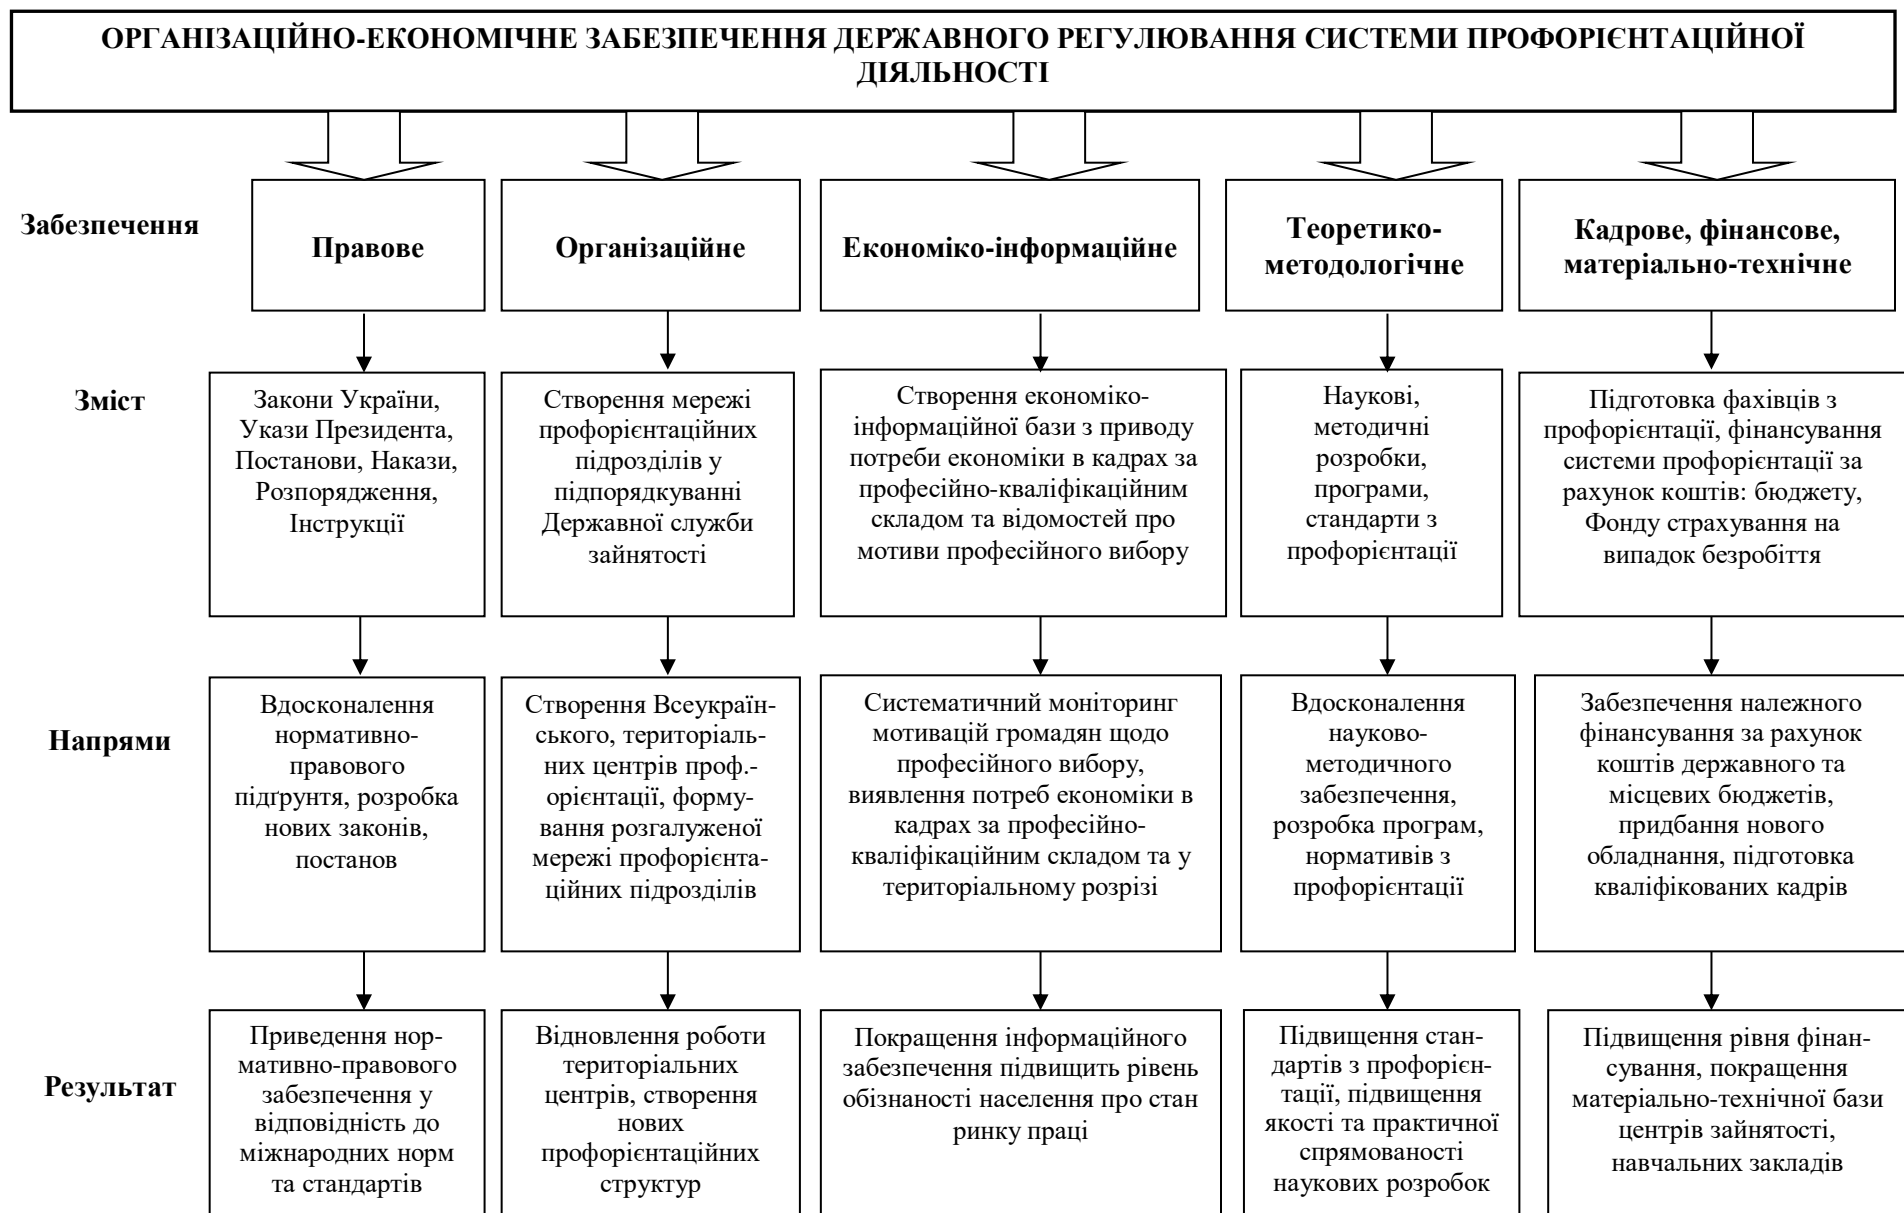 ОРГАНІЗАЦІЙНО-ЕКОНОМІЧНЕ ЗАБЕЗПЕЧЕННЯ ДЕРЖАВНОГО РЕГУЛЮВАННЯ СИСТЕМИ ПРОФОРІЄНТАЦІЙНОЇ
ДІЯЛЬНОСТІ
Забезпечення
Правове
Організаційне
Економіко-інформаційне
Теоретико-
методологічне
Кадрове, фінансове,
матеріально-технічне
Зміст
Закони України,
Укази Президента,
Постанови, Накази,
Розпорядження,
Інструкції
Створення мережі
профорієнтаційних
підрозділів у
підпорядкуванні
Державної служби
зайнятості
Створення економіко-
інформаційної бази з приводу
потреби економіки в кадрах за
професійно-кваліфікаційним
складом та відомостей про
мотиви професійного вибору
Наукові,
методичні
розробки,
програми,
стандарти з
профорієнтації
Підготовка фахівців з
профорієнтації, фінансування
системи профорієнтації за
рахунок коштів: бюджету,
Фонду страхування на
випадок безробіття
Напрями
Вдосконалення
нормативно-
правового
підґрунтя, розробка
нових законів,
постанов
Створення Всеукраїн-
ського, територіаль-
них центрів проф.-
орієнтації, форму-
вання розгалуженої
мережі профорієнта-
ційних підрозділів
Систематичний моніторинг
мотивацій громадян щодо
професійного вибору,
виявлення потреб економіки в
кадрах за професійно-
кваліфікаційним складом та у
територіальному розрізі
Вдосконалення
науково-
методичного
забезпечення,
розробка програм,
нормативів з
профорієнтації
Забезпечення належного
фінансування за рахунок
коштів державного та
місцевих бюджетів,
придбання нового
обладнання, підготовка
кваліфікованих кадрів
Результат
Приведення нор-
мативно-правового
забезпечення у
відповідність до
міжнародних норм
та стандартів
Відновлення роботи
територіальних
центрів, створення
нових
профорієнтаційних
структур
Покращення інформаційного
забезпечення підвищить рівень
обізнаності населення про стан
ринку праці
Підвищення стан-
дартів з профорієн-
тації, підвищення
якості та практичної
спрямованості
наукових розробок
Підвищення рівня фінан-
сування, покращення
матеріально-технічної бази
центрів зайнятості,
навчальних закладів